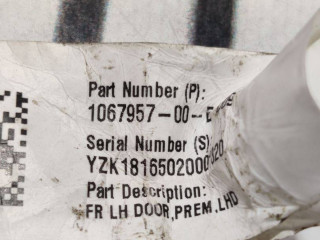 Part Number (P):
1067957-00-
Serial Number (S)
Part Description:
FR LH DOOR,PREM.LHD